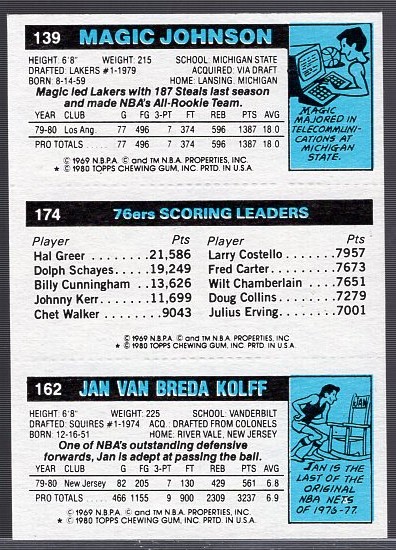 139 MAGIC JOHNSON
HEIGHT: 6'8" WEIGHT: 215 SCHOOL: MICHIGAN STATE
DRAFTED: LAKERS #1-1979 ACQUIRED: VIA DRAFT
BORN: 8-14-59 HOME: LANSING, MICHIGAN
Magic led Lakers with 187 Steals last season
and made NBA's All-Rookie Team.
YEAR CLUB G FG 3-PT FT REB PTS AVG
79-80 Los Ang. 77 496 7 374 596 1387 18.0
PRO TOTALS ..... 77 496 7 374 596 1387 18.0
© 1969 N.B.P.A. © and TM N.B.A. PROPERTIES, INC.
* © 1980 TOPPS CHEWING GUM, INC. PRTD. IN U.S.A.
MAGIC
MAJORED IN
TELECOMMUNI-
CATIONS AT
MICHIGAN
STATE.
174 76ers SCORING LEADERS
Player Pts Player Pts
Hal Greer ...... 21,586 Larry Costello .... 7957
Dolph Schayes .... 19,249 Fred Carter ....... 7673
Billy Cunningham ... 13,626 Wilt Chamberlain .... 7651
Johnny Kerr ...... 11,699 Doug Collins ...... 7279
Chet Walker ....... 9043 Julius Erving ...... 7001
© 1969 N.B.P.A. © and TM N.B.A. PROPERTIES, INC.
* © 1980 TOPPS CHEWING GUM, INC. PRTD. IN U.S.A.
162 JAN VAN BREDA KOLFF
HEIGHT: 6'8" WEIGHT: 225 SCHOOL: VANDERBILT
DRAFTED: SQUIRES #1-1974 ACQ.: DRAFTED FROM COLONELS
BORN: 12-16-51 HOME: RIVER VALE, NEW JERSEY
One of NBA's outstanding defensive
forwards, Jan is adept at passing the ball.
YEAR CLUB G FG 3-PT FT REB PTS AVG
79-80 New Jersey 82 205 7 130 429 561 6.8
PRO TOTALS ..... 466 1155 9 900 2309 3237 6.9
© 1969 N.B.P.A. © and TM N.B.A. PROPERTIES, INC.
* © 1980 TOPPS CHEWING GUM, INC. PRTD. IN U.S.A.
JAN
JAN IS THE
LAST OF THE
ORIGINAL
NBA NETS
OF 1976-77.